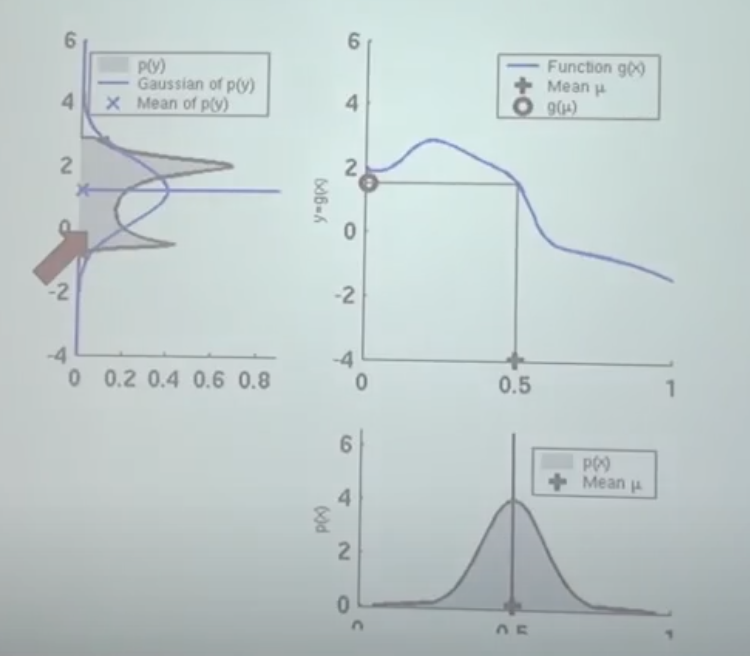 6
4
2
0
-2
-4
0 0.2 0.4 0.6 0.8
p(y)
Gaussian of p(y)
Mean of p(y)
6
4
2
0
-2
-4
0 0.5 1
y=g(x)
Function g(x)
Mean μ
g(μ)
6
4
2
0
p(x)
p(x)
Mean μ
0 0.5 1